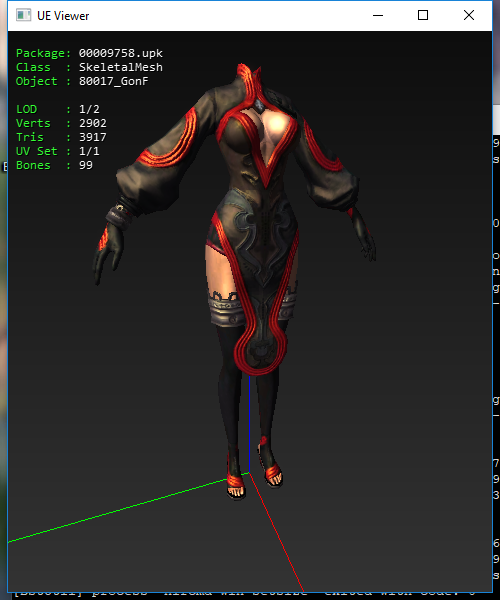 UE Viewer
Package: 00009758.upk
Class : SkeletalMesh
Object : 80017_GonF
LOD : 1/2
Verts : 2902
Tris : 3917
UV Set : 1/1
Bones : 99